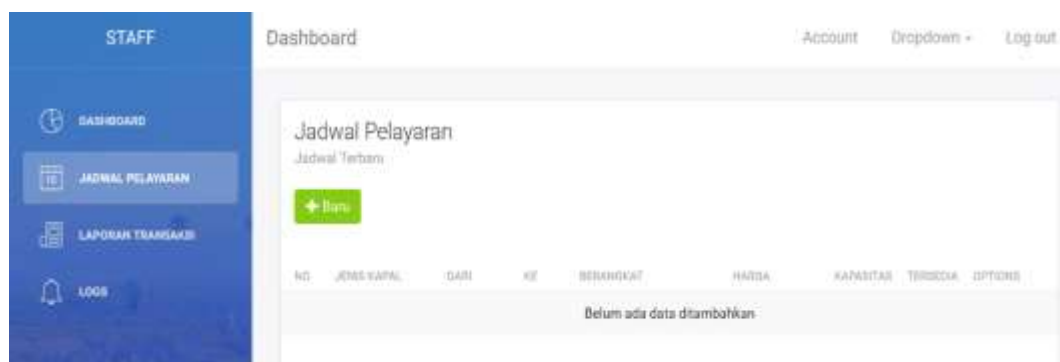 STAFF
Dashboard
Account Dropdown Log out
DASHBOARD
JADWAL PELAYARAN
LAPORAN TRANSAKSI
LOGS
Jadwal Pelayaran
Jadwal Terbaru
+ Baru
NO JENIS KAPAL DARI KE BERANGKAT HARGA KAPASITAS TERSEDIA OPTIONS
Belum ada data ditambahkan